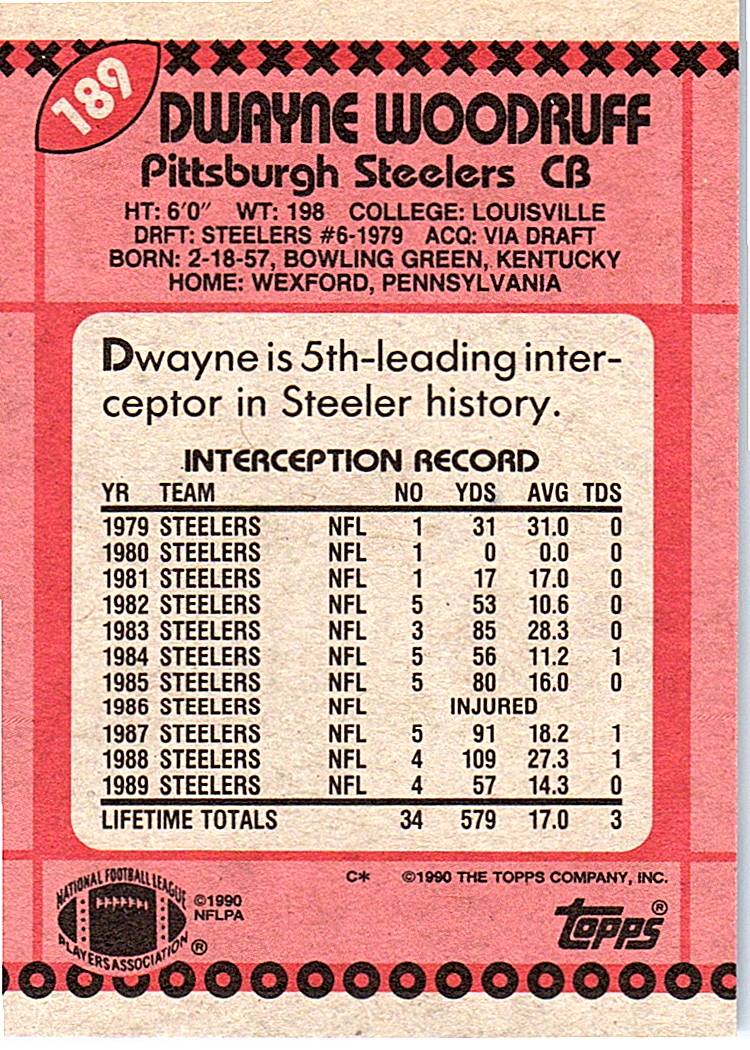 189
DWAYNE WOODRUFF
Pittsburgh Steelers CB
HT: 6'0" WT: 198 COLLEGE: LOUISVILLE
DRFT: STEELERS #6-1979 ACQ: VIA DRAFT
BORN: 2-18-57, BOWLING GREEN, KENTUCKY
HOME: WEXFORD, PENNSYLVANIA
Dwayne is 5th-leading inter-
ceptor in Steeler history.
INTERCEPTION RECORD
YR TEAM NO YDS AVG TDS
1979 STEELERS NFL 1 31 31.0 0
1980 STEELERS NFL 1 0 0.0 0
1981 STEELERS NFL 1 17 17.0 0
1982 STEELERS NFL 5 53 10.6 0
1983 STEELERS NFL 3 85 28.3 0
1984 STEELERS NFL 5 56 11.2 1
1985 STEELERS NFL 5 80 16.0 0
1986 STEELERS NFL INJURED
1987 STEELERS NFL 5 91 18.2 1
1988 STEELERS NFL 4 109 27.3 1
1989 STEELERS NFL 4 57 14.3 0
LIFETIME TOTALS 34 579 17.0 3
C* ©1990 THE TOPPS COMPANY, INC.
NATIONAL FOOTBALL LEAGUE
PLAYERS ASSOCIATION ®
©1990
NFLPA
Topps ®